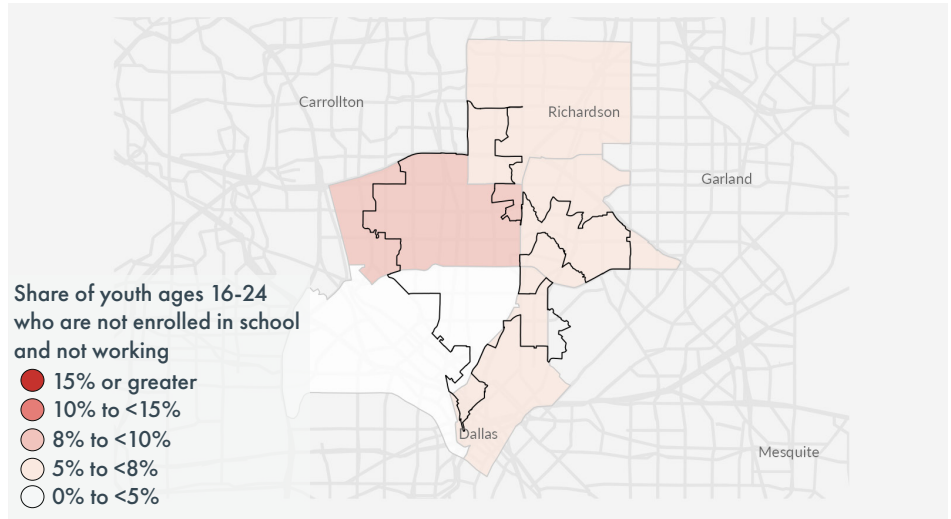 Carrollton
Richardson
Garland
Share of youth ages 16-24
who are not enrolled in school
and not working
15% or greater
10% to <15%
8% to <10%
5% to <8%
0% to <5%
Dallas
Mesquite